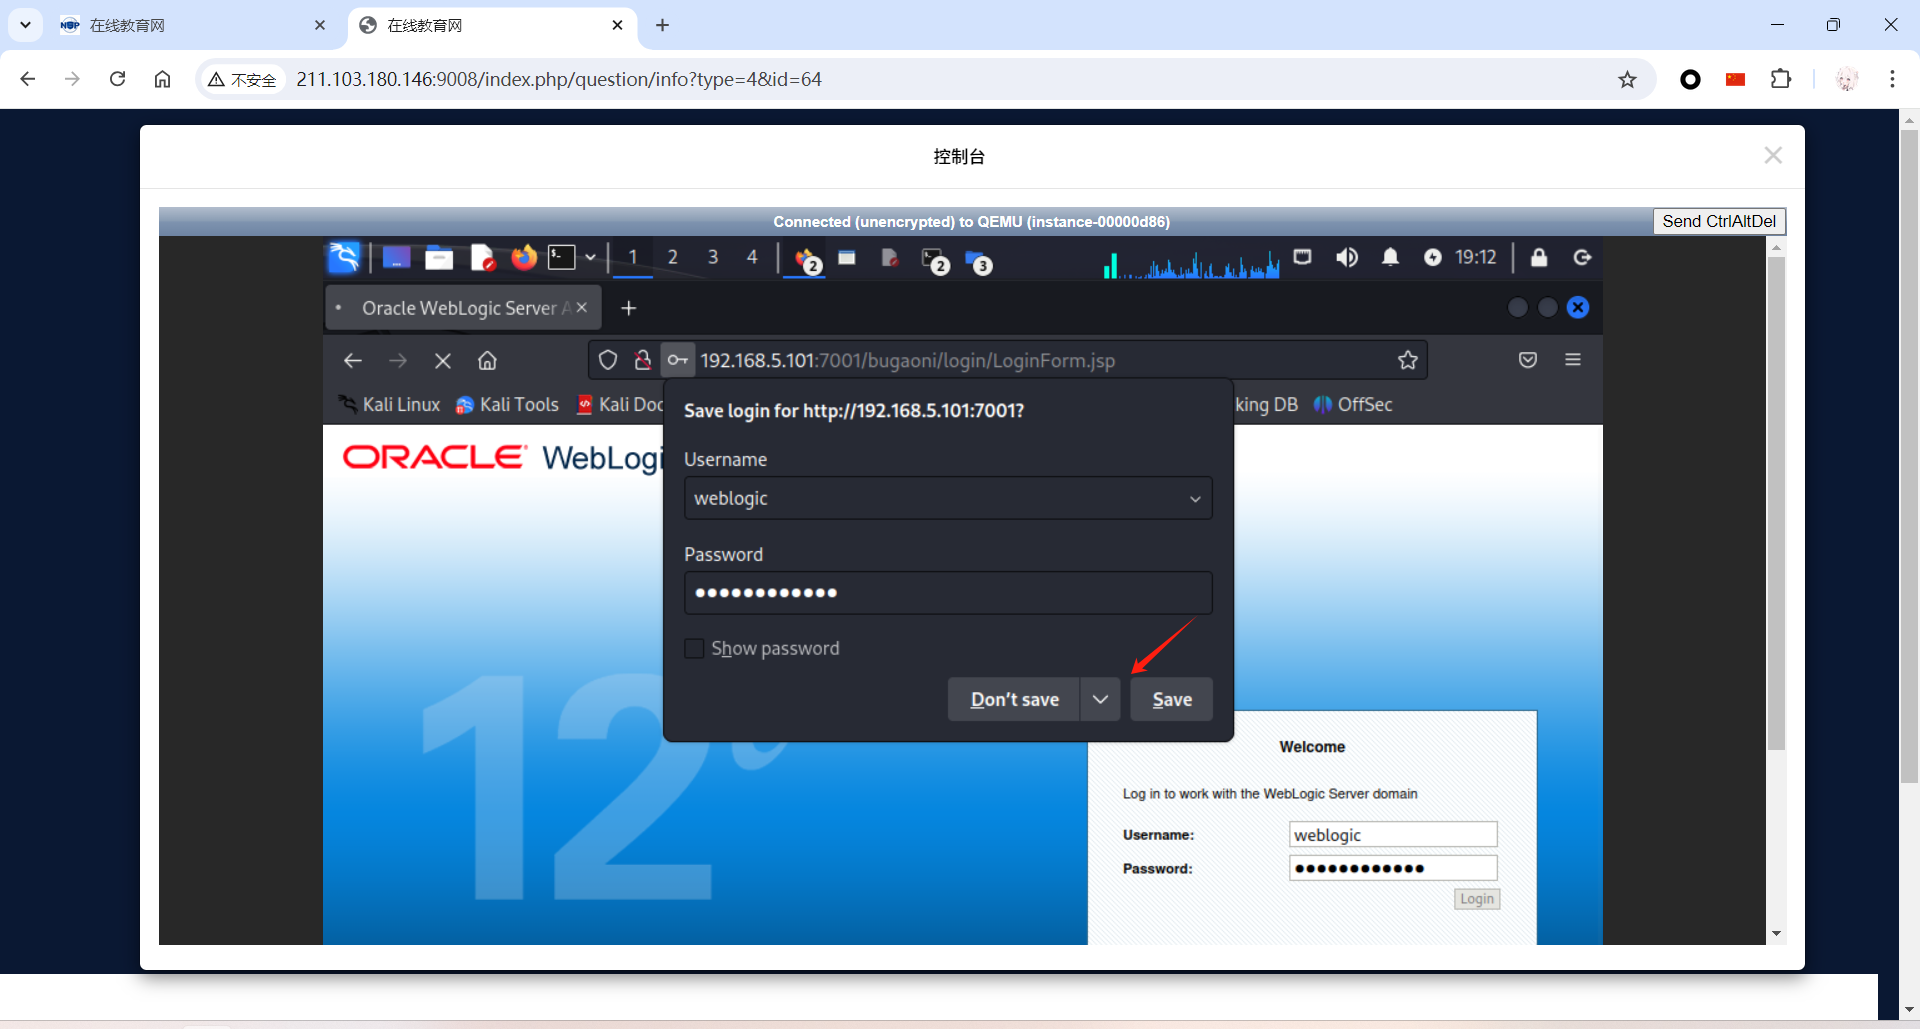 在线教育网
在线教育网
不安全
211.103.180.146:9008/index.php/question/info?type=4&id=64
控制台
Connected (unencrypted) to QEMU (instance-00000d86)
Send CtrlAltDel
1 2 3 4
2
2
3
19:12
Oracle WebLogic Server A
192.168.5.101:7001/bugaoni/login/LoginForm.jsp
Kali Linux
Kali Tools
Kali Doc
king DB
OffSec
ORACLE WebLogi
Save login for http://192.168.5.101:7001?
Username
weblogic
Password
Show password
Don't save
Save
12c
Welcome
Log in to work with the WebLogic Server domain
Username: weblogic
Password:
Login